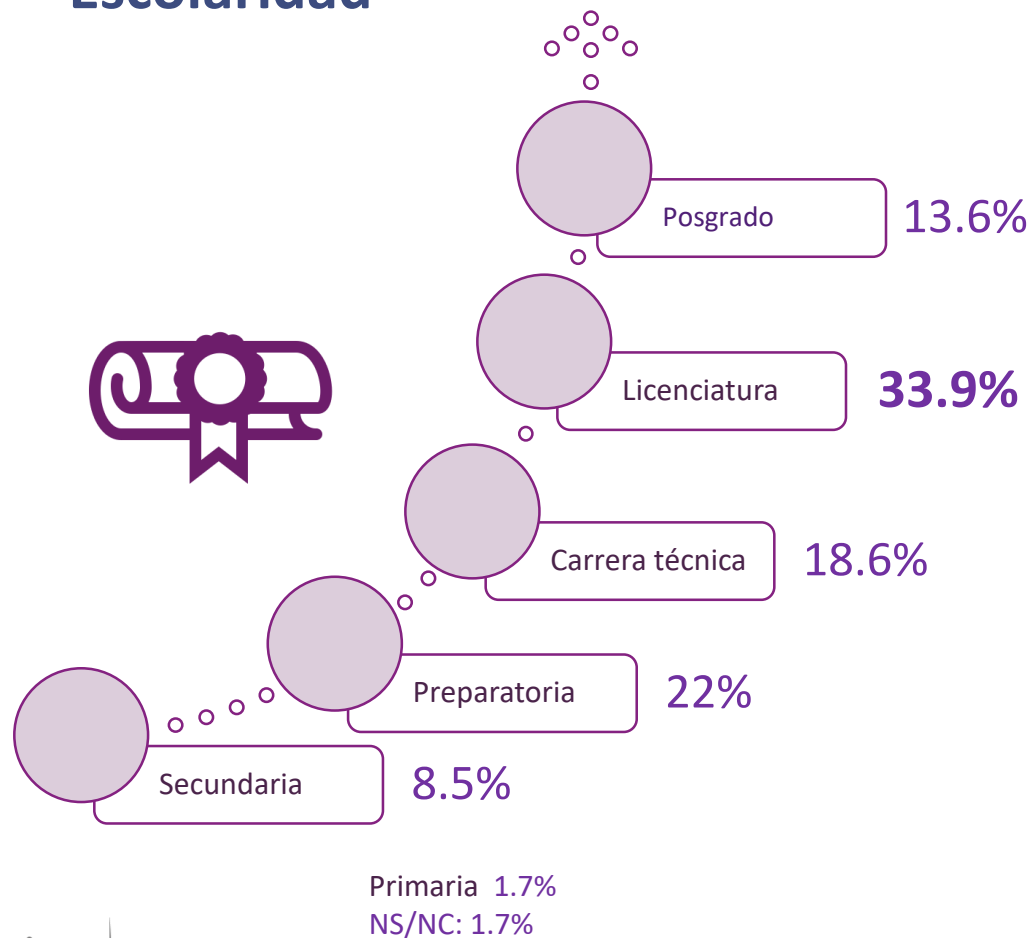 Escolaridad
Posgrado 13.6%
Licenciatura 33.9%
Carrera técnica 18.6%
Preparatoria 22%
Secundaria 8.5%
Primaria 1.7%
NS/NC: 1.7%